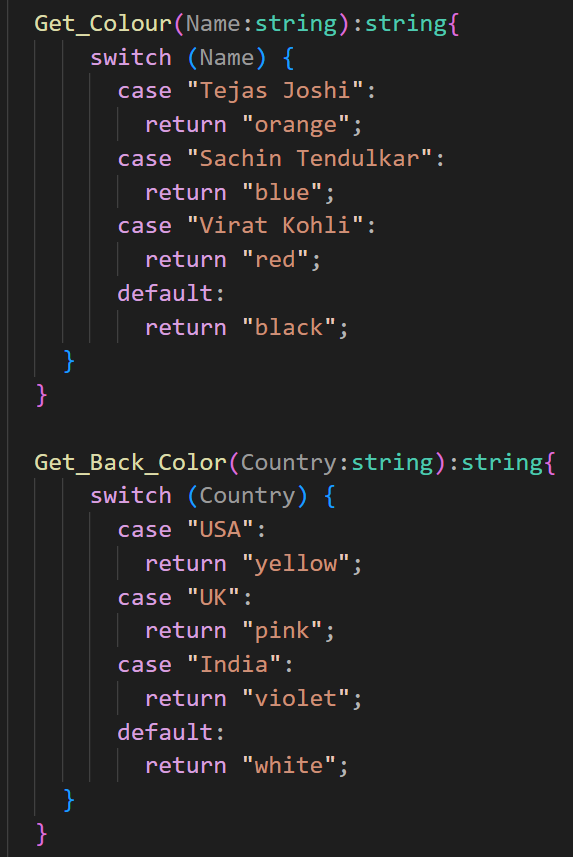 Get_Colour(Name:string):string{
switch (Name) {
case "Tejas Joshi":
return "orange";
case "Sachin Tendulkar":
return "blue";
case "Virat Kohli":
return "red";
default:
return "black";
}
}
Get_Back_Color(Country:string):string{
switch (Country) {
case "USA":
return "yellow";
case "UK":
return "pink";
case "India":
return "violet";
default:
return "white";
}
}